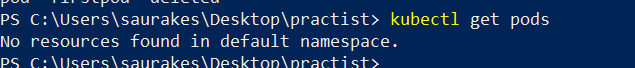 PS C:\Users\saurakes\Desktop\practist> kubectl get pods
No resources found in default namespace.
PS C:\Users\saurakes\Desktop\practist>